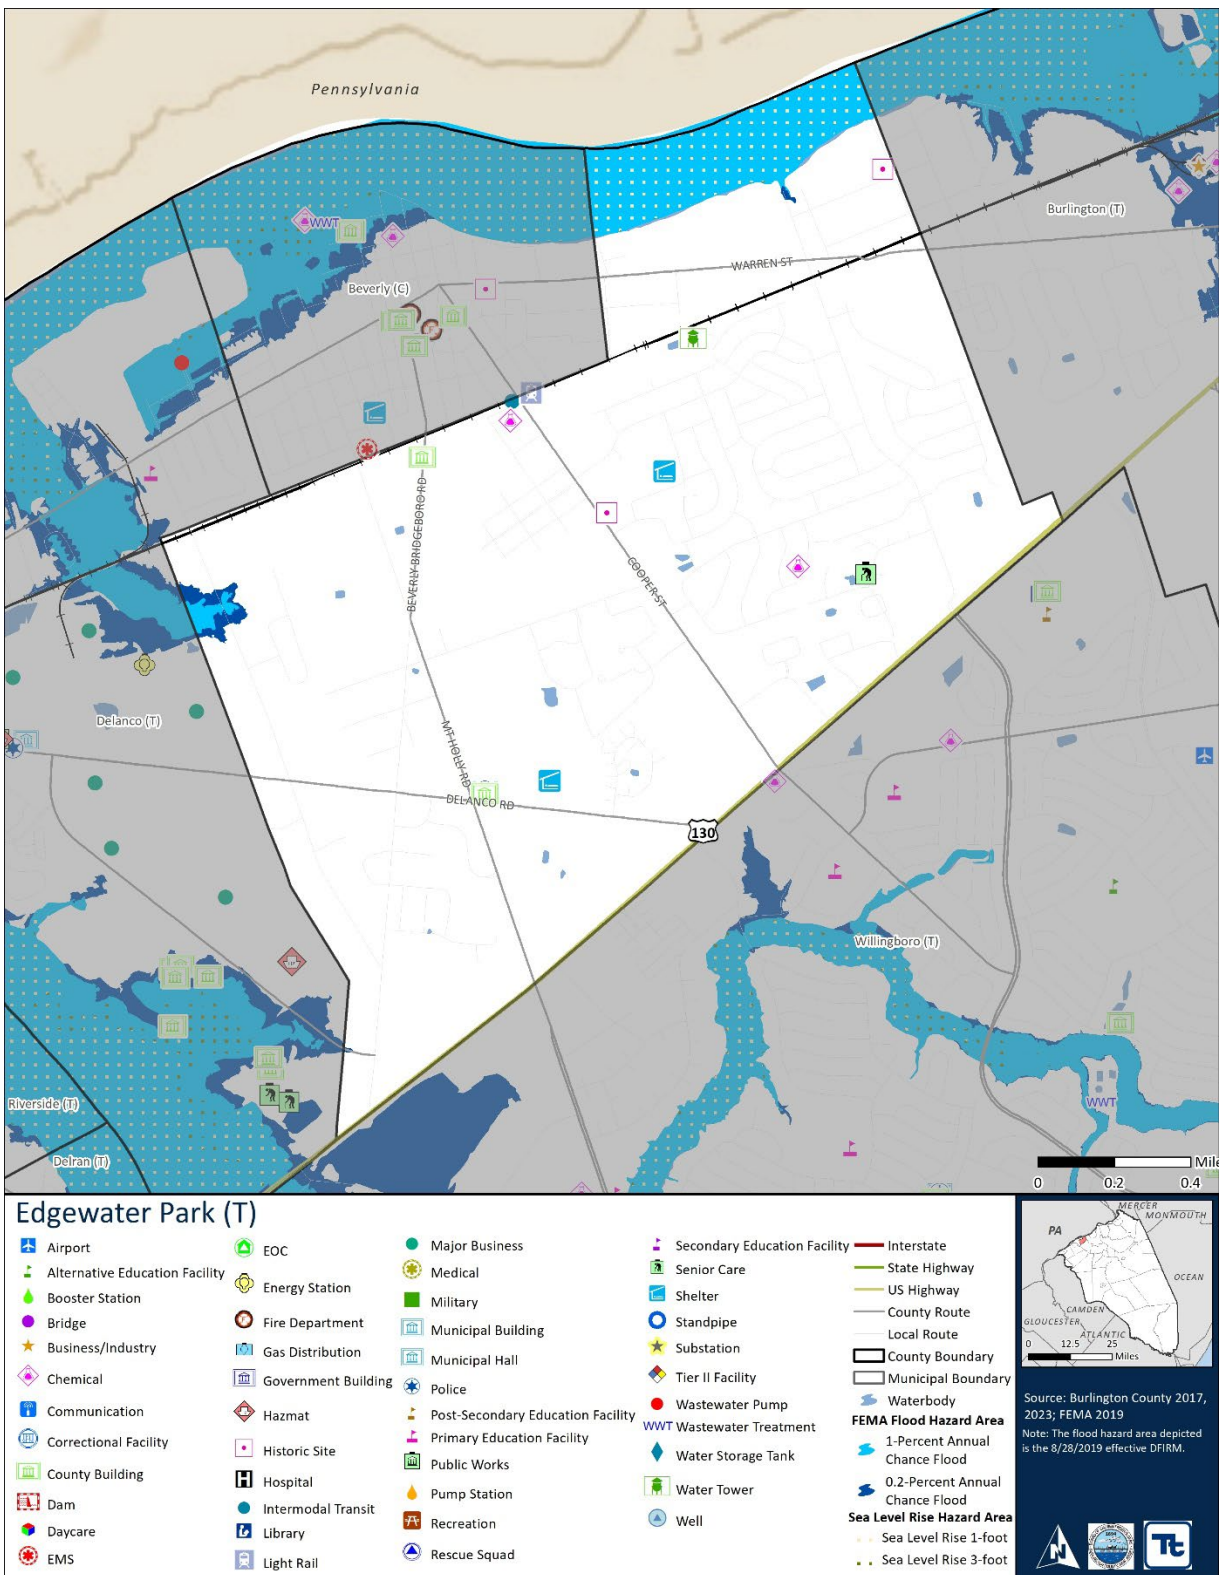 Pennsylvania
Burlington (T)
WWT
WARREN ST
Beverly (C)
BEVERLY BRIDGEBORO RD
COOPER ST
Delanco (T)
MT HOLLY RD
DELANCO RD
130
Willingboro (T)
WWT
Riverside (T)
Delran (T)
Mile
0 0.2 0.4
Edgewater Park (T)
Airport
Alternative Education Facility
Booster Station
Bridge
Business/Industry
Chemical
Communication
Correctional Facility
County Building
Dam
Daycare
EMS
EOC
Energy Station
Fire Department
Gas Distribution
Government Building
Hazmat
Historic Site
Hospital
Intermodal Transit
Library
Light Rail
Major Business
Medical
Military
Municipal Building
Municipal Hall
Police
Post-Secondary Education Facility
Primary Education Facility
Public Works
Pump Station
Recreation
Rescue Squad
Secondary Education Facility
Senior Care
Shelter
Standpipe
Substation
Tier II Facility
Wastewater Pump
WWT Wastewater Treatment
Water Storage Tank
Water Tower
Well
Interstate
State Highway
US Highway
County Route
Local Route
County Boundary
Municipal Boundary
Waterbody
FEMA Flood Hazard Area
1-Percent Annual
Chance Flood
0.2-Percent Annual
Chance Flood
Sea Level Rise Hazard Area
Sea Level Rise 1-foot
Sea Level Rise 3-foot
MERCER
MONMOUTH
PA
OCEAN
CAMDEN
GLOUCESTER
ATLANTIC
0 12.5 25
Miles
Source: Burlington County 2017,
2023; FEMA 2019
Note: The flood hazard area depicted
is the 8/28/2019 effective DFIRM.
N
Tt